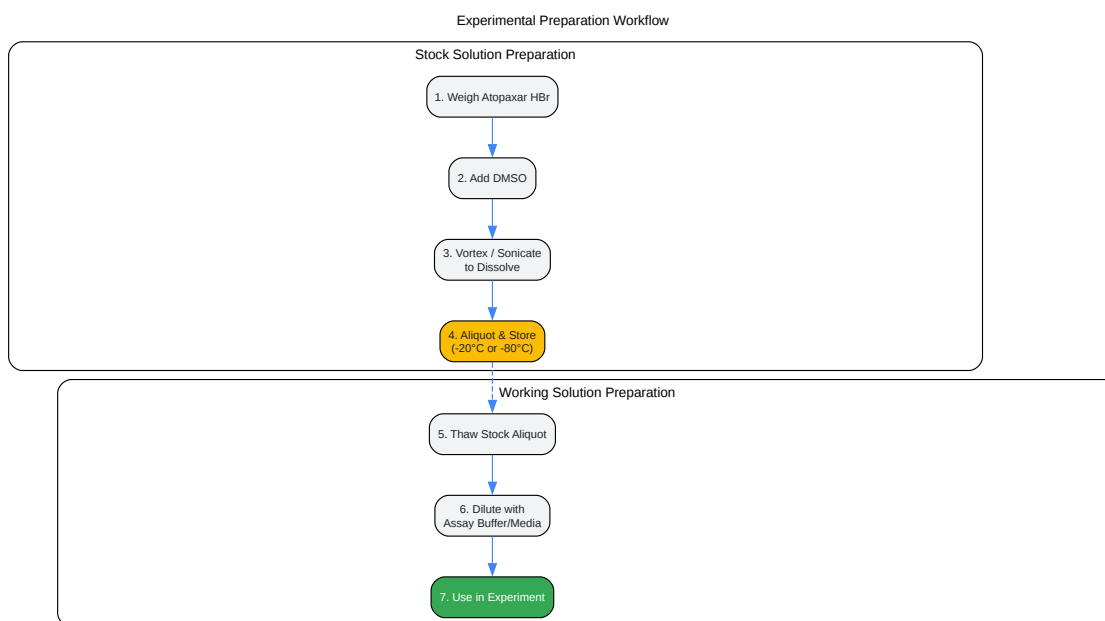 Experimental Preparation Workflow
Stock Solution Preparation
1. Weigh Atopaxar HBr
2. Add DMSO
3. Vortex / Sonicate
to Dissolve
4. Aliquot & Store
(-20°C or -80°C)
Working Solution Preparation
5. Thaw Stock Aliquot
6. Dilute with
Assay Buffer/Media
7. Use in Experiment